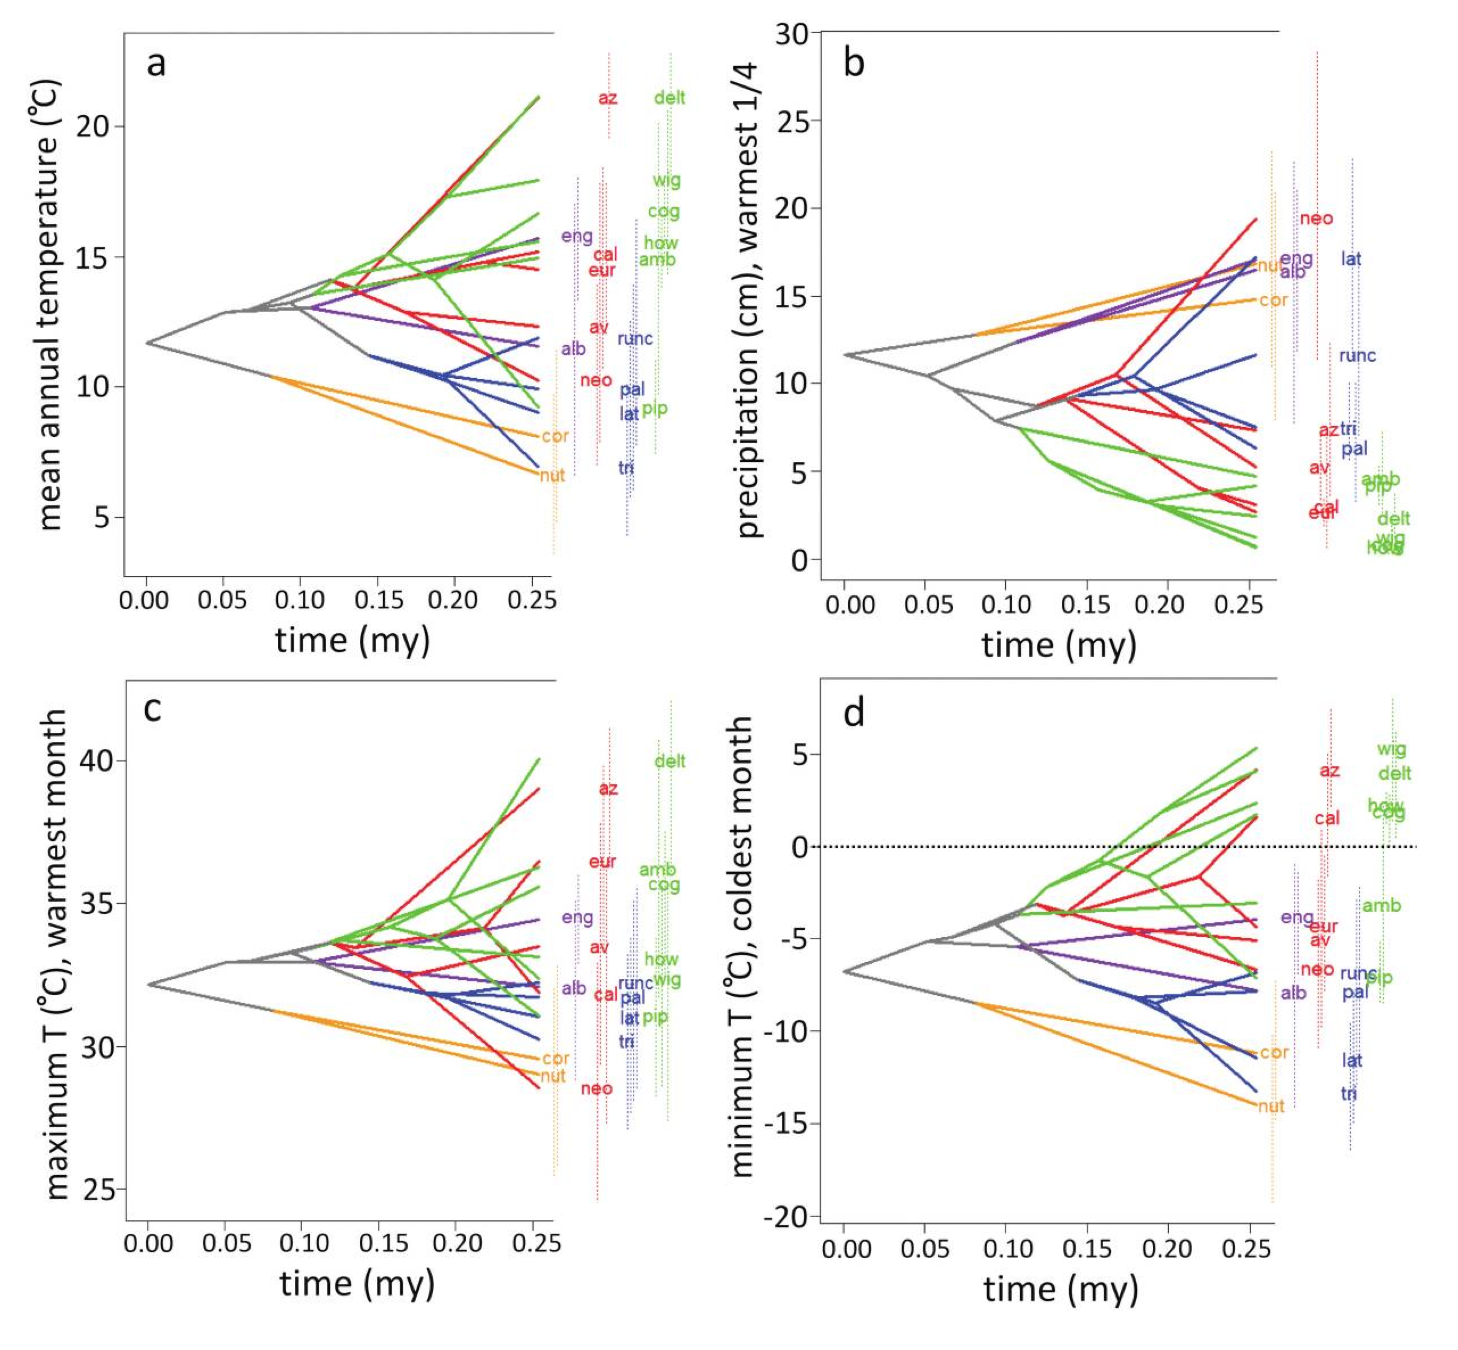 a
mean annual temperature (°C)
20
15
10
5
0.00 0.05 0.10 0.15 0.20 0.25
time (my)
az
delt
wig
cog
eng
how
cal
amb
eur
av
runc
alb
neo
pal
pip
lat
cor
tri
nut
b
precipitation (cm), warmest 1/4
30
25
20
15
10
5
0
0.00 0.05 0.10 0.15 0.20 0.25
time (my)
neo
eng
lat
nut
alb
cor
runc
az
tri
pal
av
amb
pip
cal
eur
delt
wig
how
c
maximum T (°C), warmest month
40
35
30
25
0.00 0.05 0.10 0.15 0.20 0.25
time (my)
delt
az
eur
amb
cog
eng
av
how
wig
runc
alb
cal
pal
lat
pip
tri
cor
nut
neo
d
minimum T (°C), coldest month
5
0
-5
-10
-15
-20
0.00 0.05 0.10 0.15 0.20 0.25
time (my)
wig
az
delt
how
cog
cal
amb
eng
eur
av
neo
runc
pip
alb
pal
cor
lat
tri
nut